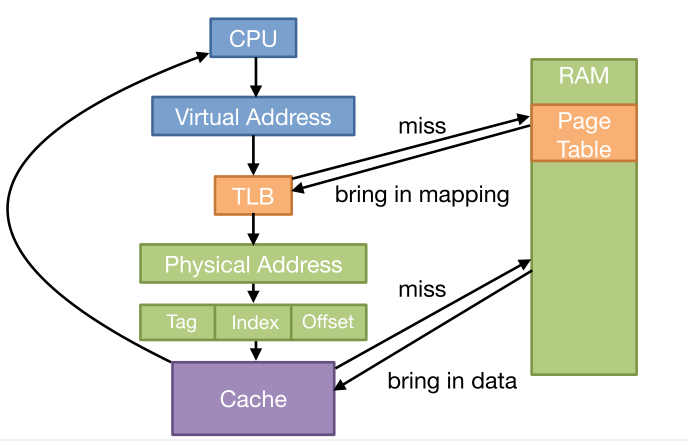 CPU
RAM
Virtual Address
miss
Page
Table
TLB
bring in mapping
Physical Address
miss
Tag
Index
Offset
bring in data
Cache